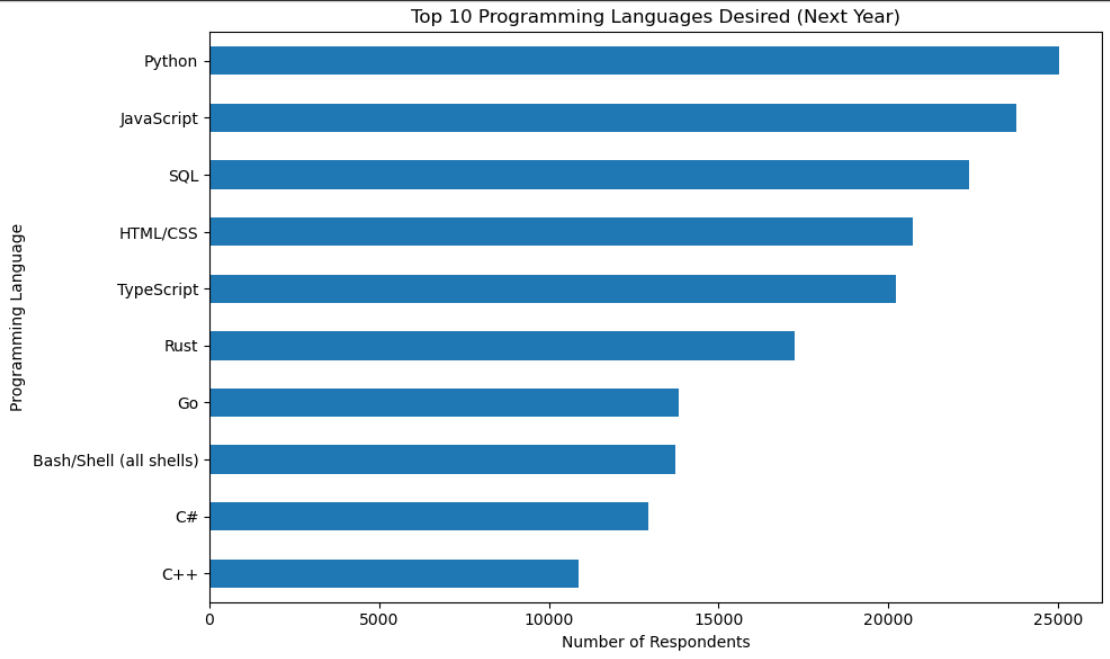 Top 10 Programming Languages Desired (Next Year)
Programming Language
Python
JavaScript
SQL
HTML/CSS
TypeScript
Rust
Go
Bash/Shell (all shells)
C#
C++
0 5000 10000 15000 20000 25000
Number of Respondents